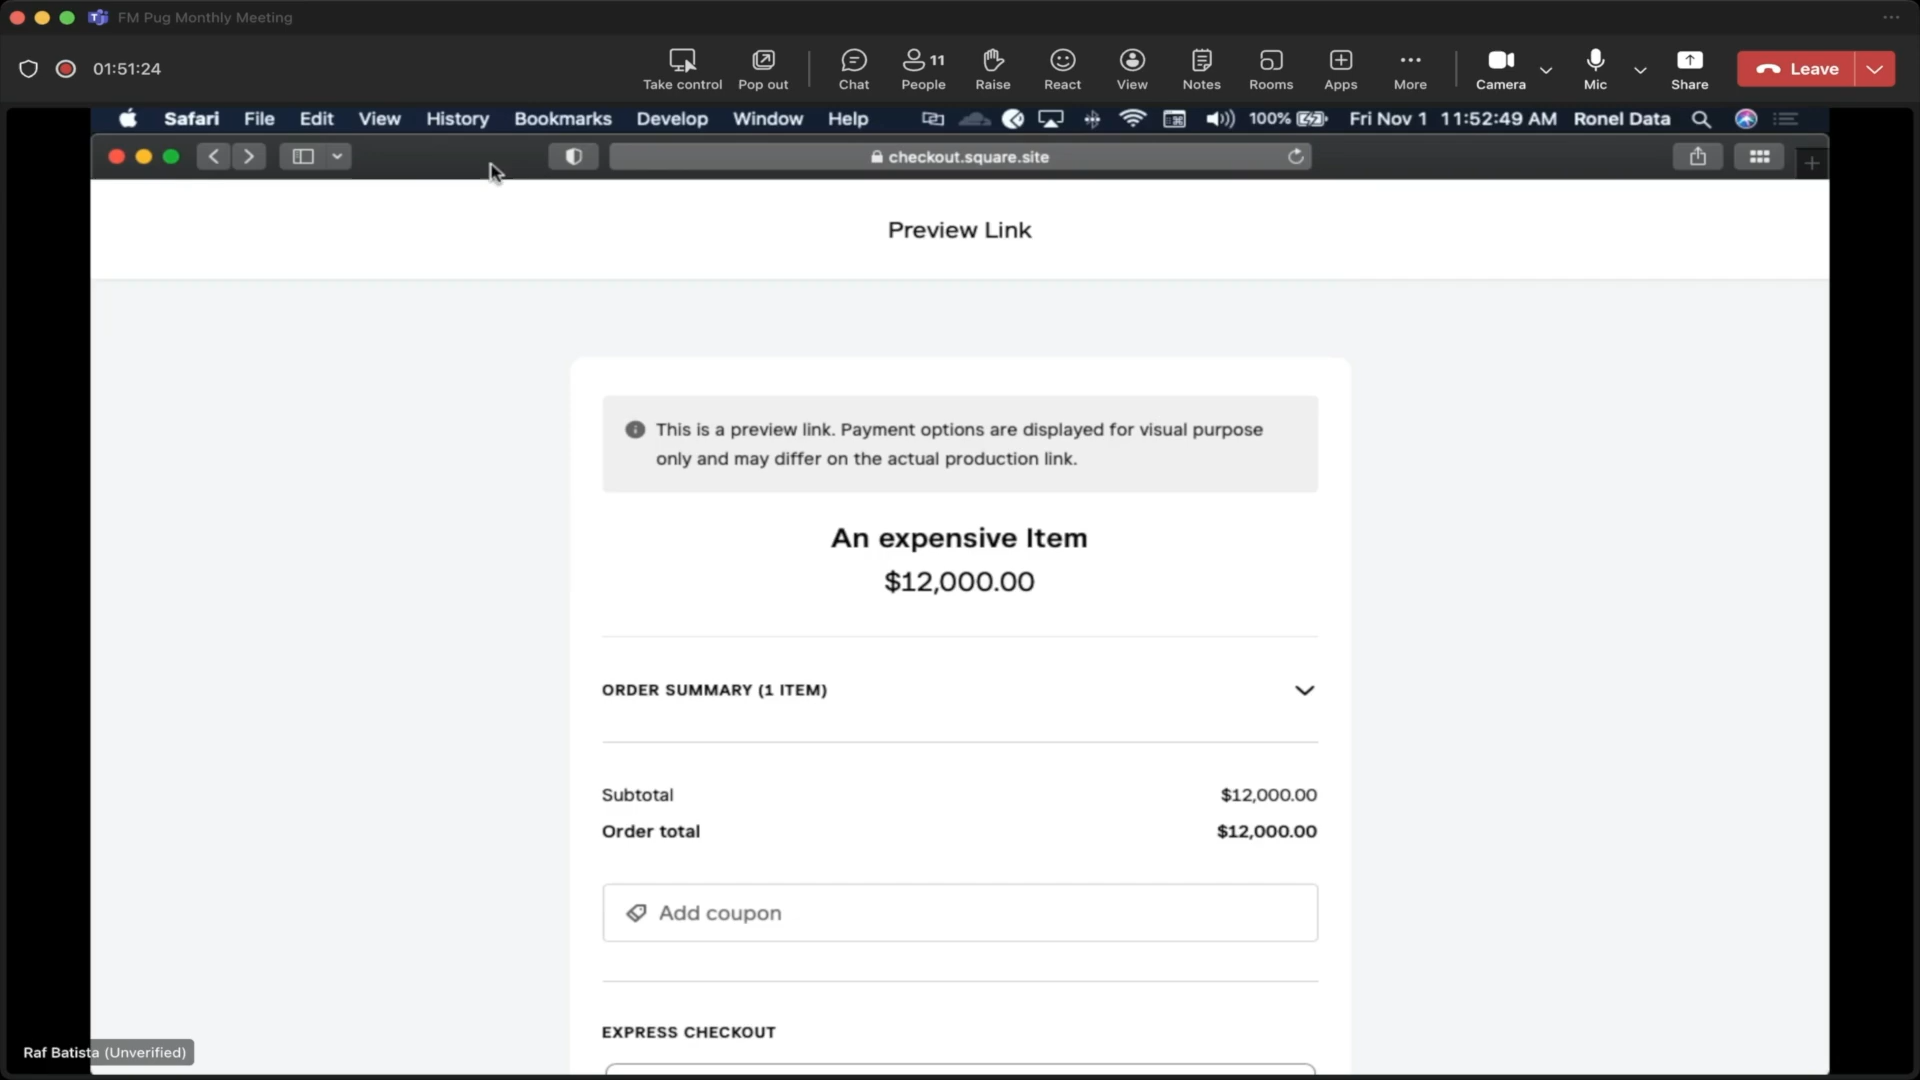 FM Pug Monthly Meeting
01:51:24
Take control
Pop out
Chat
11
People
Raise
React
View
Notes
Rooms
Apps
More
Camera
Mic
Share
Leave
Safari File Edit View History Bookmarks Develop Window Help 100% Fri Nov 1 11:52:49 AM Ronel Data
checkout.square.site
Preview Link
This is a preview link. Payment options are displayed for visual purpose
only and may differ on the actual production link.
An expensive Item
$12,000.00
ORDER SUMMARY (1 ITEM)
Subtotal $12,000.00
Order total $12,000.00
Add coupon
EXPRESS CHECKOUT
Raf Batista (Unverified)